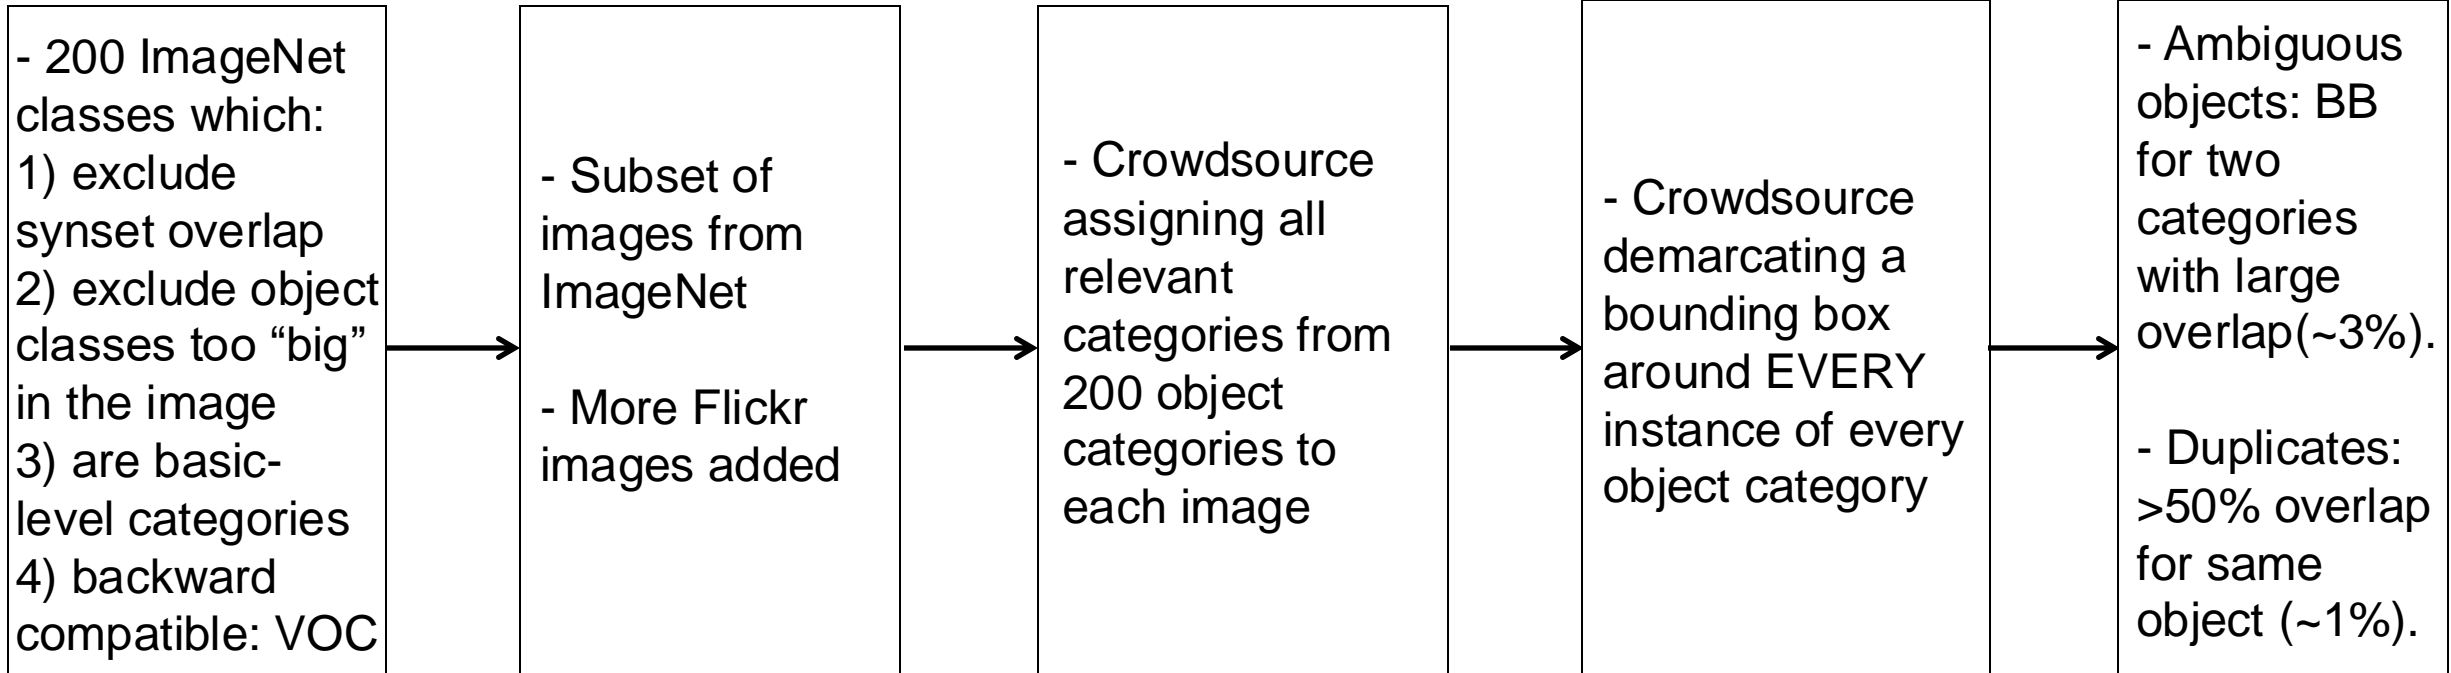 - 200 ImageNet
classes which:
1) exclude
synset overlap
2) exclude object
classes too “big”
in the image
3) are basic-
level categories
4) backward
compatible: VOC
- Subset of
images from
ImageNet
- More Flickr
images added
- Crowdsource
assigning all
relevant
categories from
200 object
categories to
each image
- Crowdsource
demarcating a
bounding box
around EVERY
instance of every
object category
- Ambiguous
objects: BB
for two
categories
with large
overlap(~3%).
- Duplicates:
>50% overlap
for same
object (~1%).